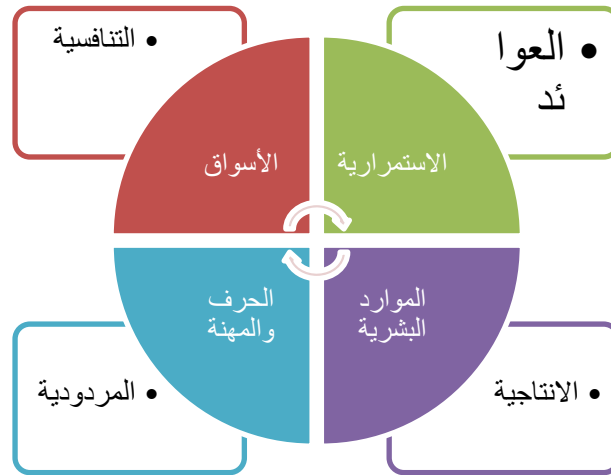 • العوا
ئد
• التنافسية
الاستمرارية
الأسواق
الموارد
البشرية
الحرف
والمهنة
• الانتاجية
• المردودية